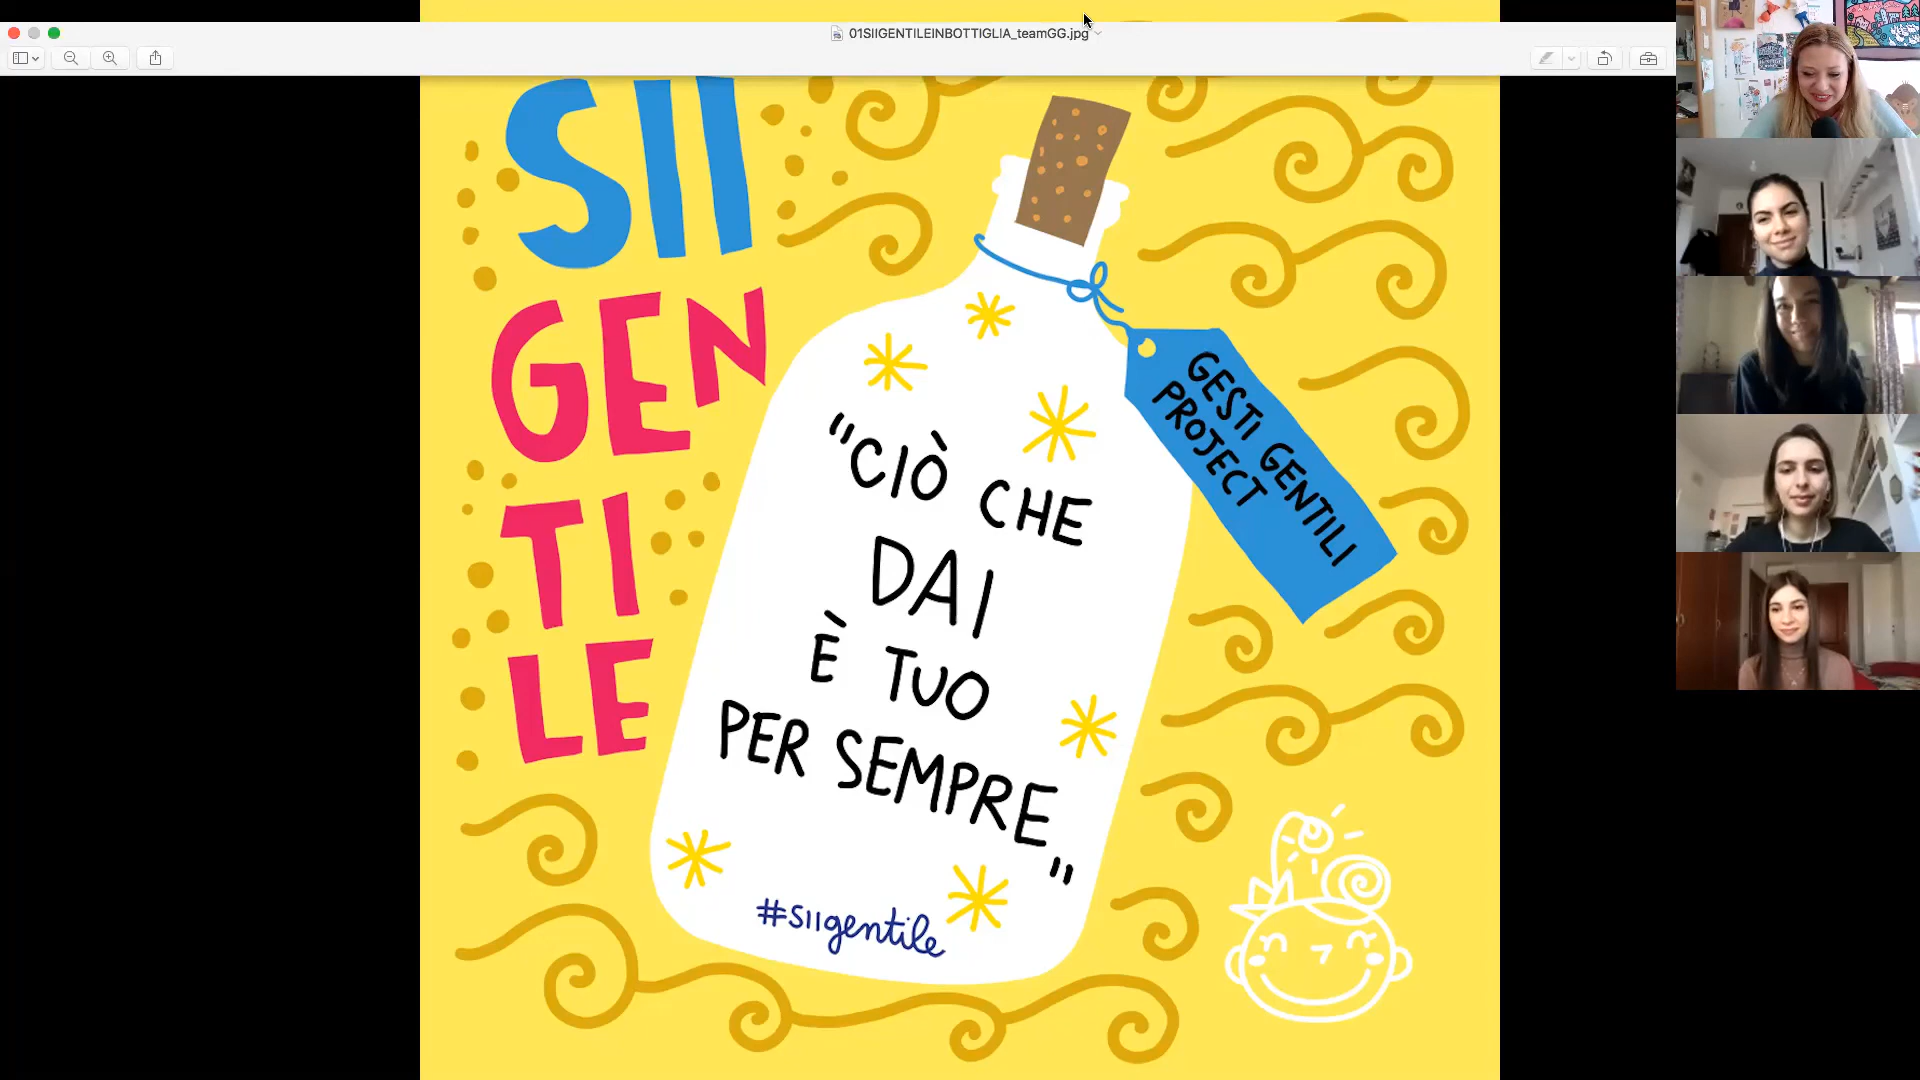 01SIIGENTILEINBOTTIGLIA_teamGG.jpg
SII
GEN
TI
LE
GESTI GENTILI
PROJECT
"CIÒ CHE
DAI
È TUO
PER SEMPRE"
#siigentile